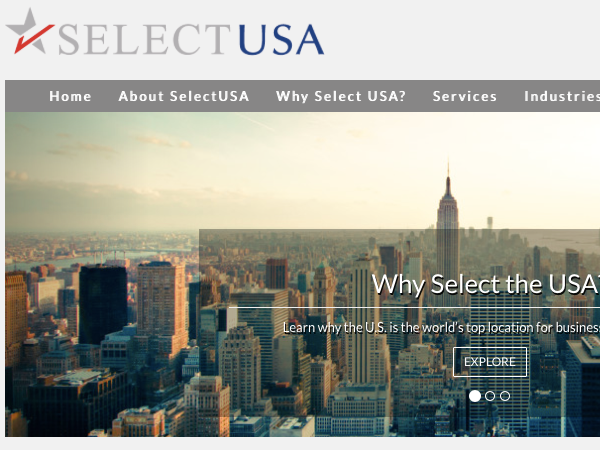 SELECTUSA
Home About SelectUSA Why Select USA? Services Industries
Why Select the USA?
Learn why the U.S. is the world's top location for business
EXPLORE